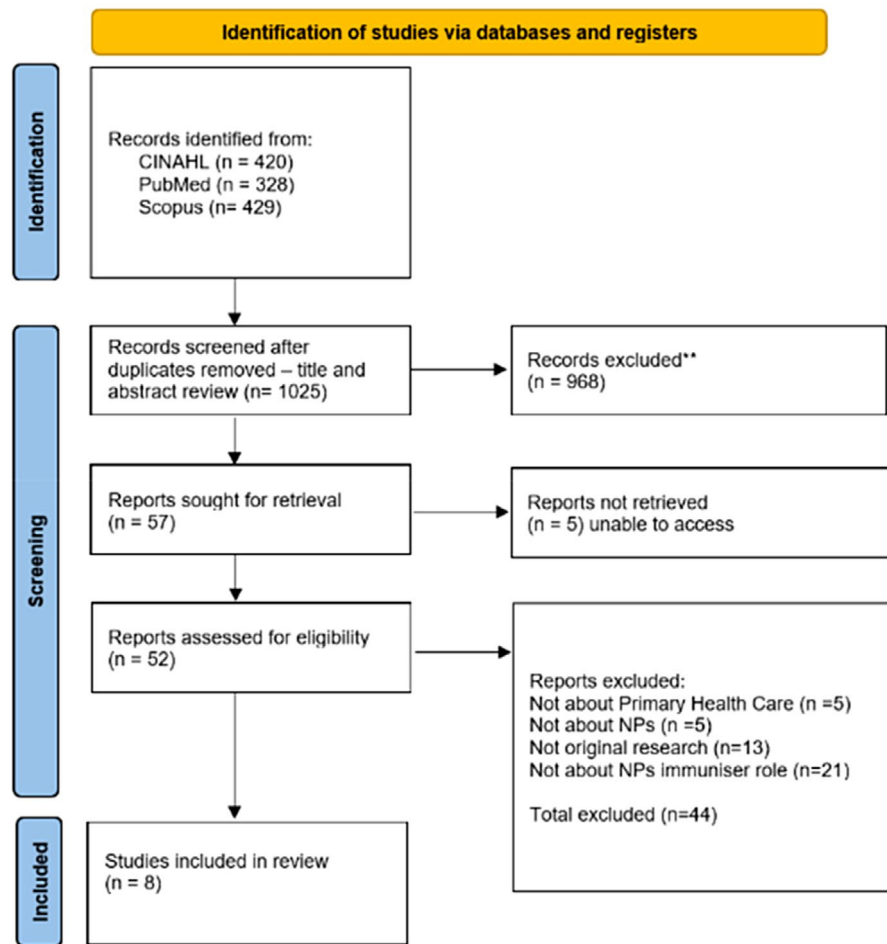 Identification of studies via databases and registers
Identification
Records identified from:
CINAHL (n = 420)
PubMed (n = 328)
Scopus (n= 429)
Screening
Records screened after
duplicates removed – title and
abstract review (n= 1025)
Records excluded**
(n = 968)
Reports sought for retrieval
(n = 57)
Reports not retrieved
(n = 5) unable to access
Reports assessed for eligibility
(n = 52)
Reports excluded:
Not about Primary Health Care (n =5)
Not about NPs (n =5)
Not original research (n=13)
Not about NPs immuniser role (n=21)
Total excluded (n=44)
Included
Studies included in review
(n = 8)